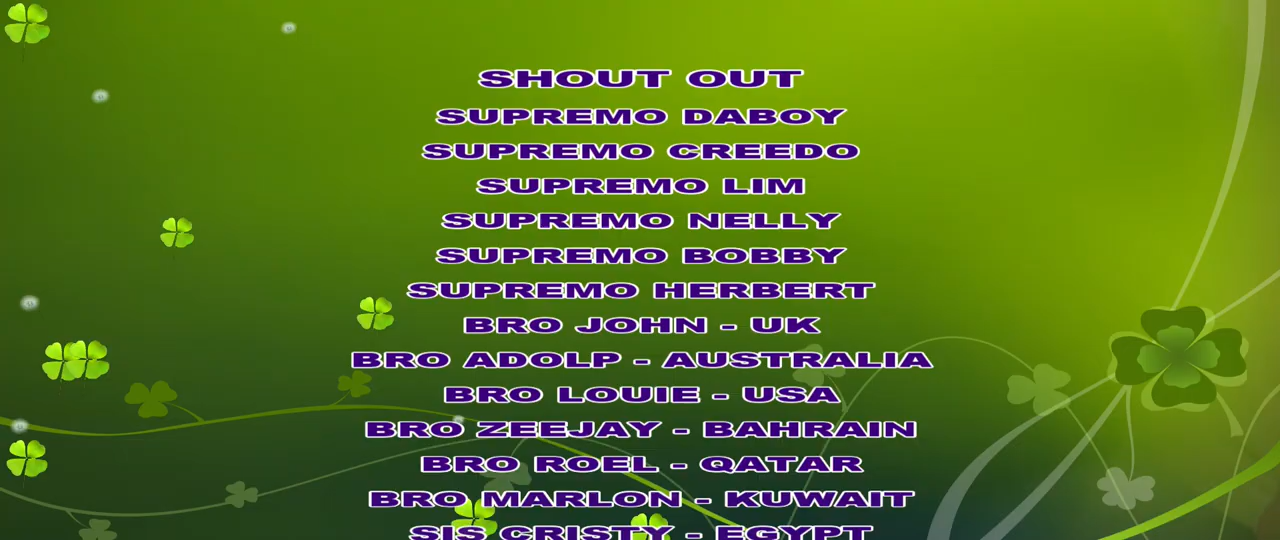 SHOUT OUT
SUPREMO DABOY
SUPREMO CREEDO
SUPREMO LIM
SUPREMO NELLY
SUPREMO BOBBY
SUPREMO HERBERT
BRO JOHN - UK
BRO ADOLP - AUSTRALIA
BRO LOUIE - USA
BRO ZEEJAY - BAHRAIN
BRO ROEL - QATAR
BRO MARLON - KUWAIT
SIS CRISTY - EGYPT